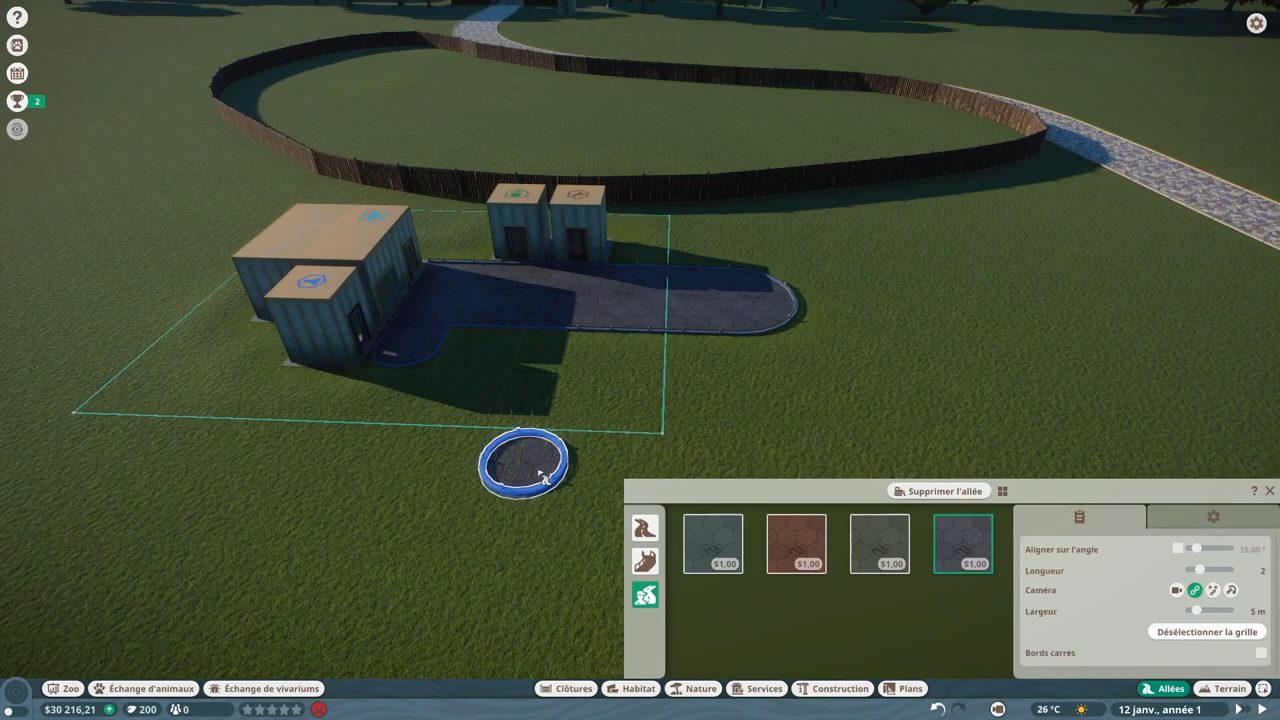 ?
2
Supprimer l'allée
?
$1,00
$1,00
$1,00
$1,00
Aligner sur l'angle 15,00 °
Longueur 2
Caméra
Largeur 5 m
Désélectionner la grille
Bords carrés
Zoo
Échange d'animaux
Échange de vivariums
Clôtures
Habitat
Nature
Services
Construction
Plans
Allées
Terrain
$30 216,21
200
0
26 °C
12 janv., année 1